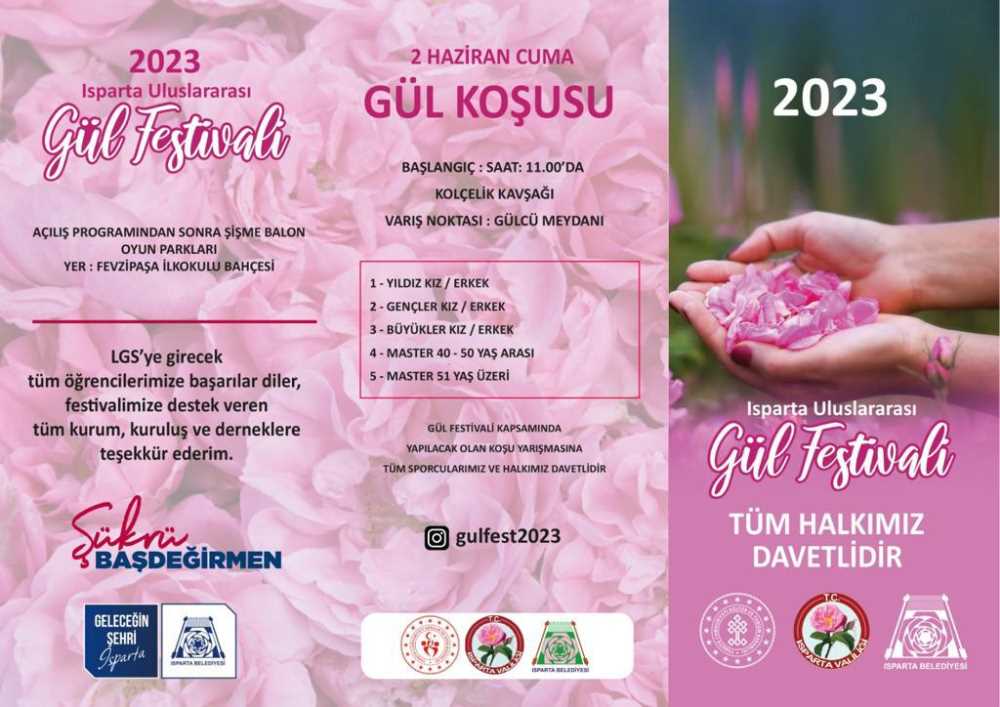 2023
Isparta Uluslararası
Gül Festivali
AÇILIŞ PROGRAMINDAN SONRA ŞİŞME BALON
OYUN PARKLARI
YER : FEVZİPAŞA İLKOKULU BAHÇESİ
LGS'ye girecek
tüm öğrencilerimize başarılar diler,
festivalimize destek veren
tüm kurum, kuruluş ve derneklere
teşekkür ederim.
Şükrü
BAŞDEĞİRMEN
GELECEĞİN
ŞEHRİ
Isparta
ISPARTA BELEDİYESİ
2 HAZİRAN CUMA
GÜL KOŞUSU
BAŞLANGIÇ : SAAT: 11.00'DA
KOLÇELİK KAVŞAĞI
VARIŞ NOKTASI : GÜLCÜ MEYDANI
1 - YILDIZ KIZ / ERKEK
2 - GENÇLER KIZ / ERKEK
3 - BÜYÜKLER KIZ / ERKEK
4 - MASTER 40 - 50 YAŞ ARASI
5 - MASTER 51 YAŞ ÜZERİ
GÜL FESTİVALİ KAPSAMINDA
YAPILACAK OLAN KOŞU YARIŞMASINA
TÜM SPORCULARIMIZ VE HALKIMIZ DAVETLİDİR
gulfest2023
T.C.
ISPARTA VALİLİĞİ
ISPARTA BELEDİYESİ
2023
Isparta Uluslararası
Gül Festivali
TÜM HALKIMIZ
DAVETLİDİR
T.C.
ISPARTA VALİLİĞİ
ISPARTA BELEDİYESİ